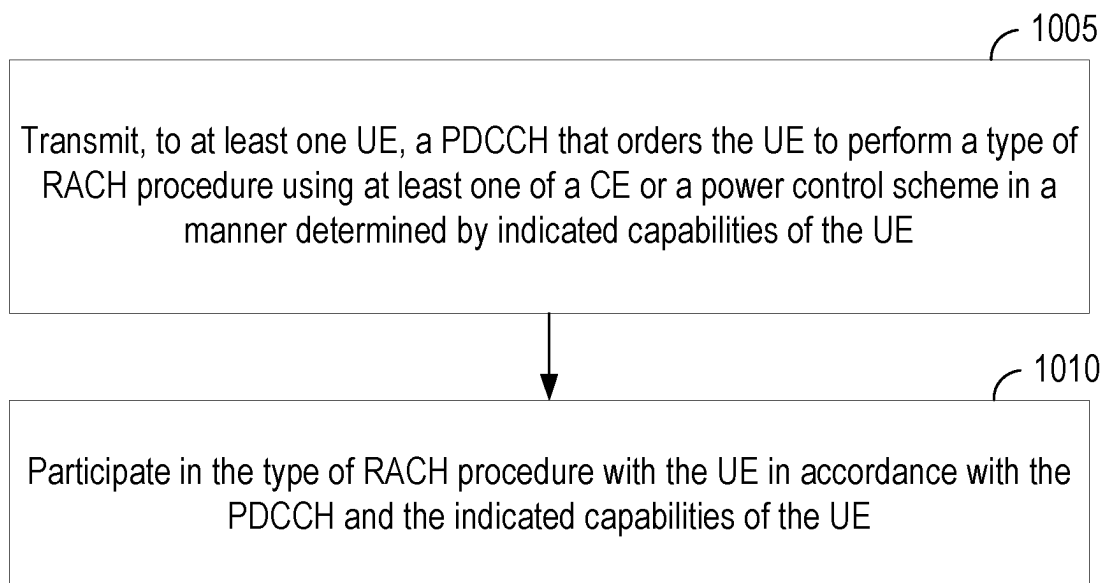 1005
Transmit, to at least one UE, a PDCCH that orders the UE to perform a type of
RACH procedure using at least one of a CE or a power control scheme in a
manner determined by indicated capabilities of the UE
1010
Participate in the type of RACH procedure with the UE in accordance with the
PDCCH and the indicated capabilities of the UE